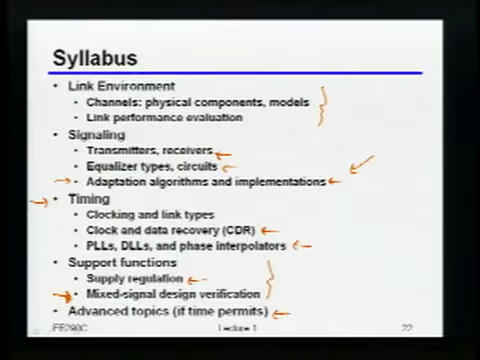 Syllabus
• Link Environment
• Channels: physical components, models
• Link performance evaluation
• Signaling
• Transmitters, receivers
• Equalizer types, circuits
• Adaptation algorithms and implementations
• Timing
• Clocking and link types
• Clock and data recovery (CDR)
• PLLs, DLLs, and phase interpolators
• Support functions
• Supply regulation
• Mixed-signal design verification
• Advanced topics (if time permits)
EE290C Lecture 1 22